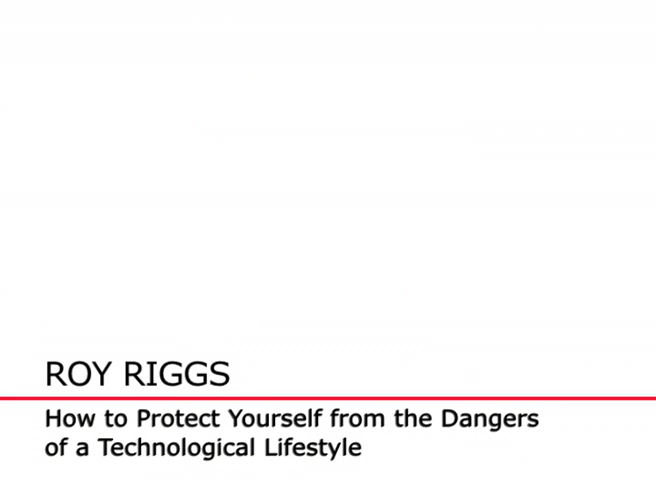 ROY RIGGS
How to Protect Yourself from the Dangers
of a Technological Lifestyle